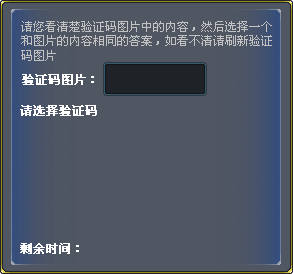 请您看清楚验证码图片中的内容，然后选择一个
和图片的内容相同的答案，如看不清请刷新验证
码图片
验证码图片：
请选择验证码
剩余时间：